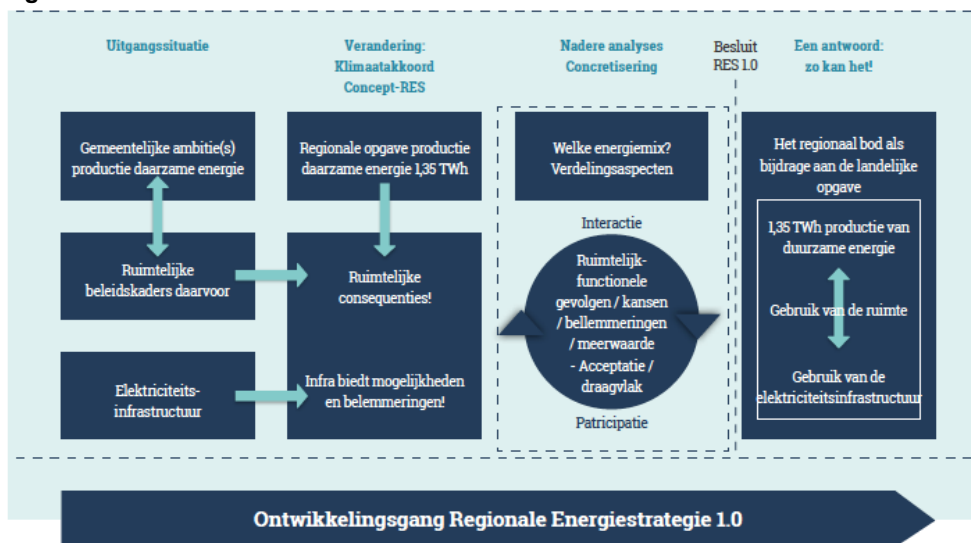 Uitgangssituatie
Verandering:
Klimaatakkoord
Concept-RES
Nadere analyses
Concretisering
Besluit
RES 1.0
Een antwoord:
zo kan het!
Gemeentelijke ambitie(s)
productie daarzame energie
Regionale opgave productie
daarzame energie 1,35 TWh
Welke energiemix?
Verdelingsaspecten
Het regionaal bod als
bijdrage aan de landelijke
opgave
Ruimtelijke
beleidskaders daarvoor
Ruimtelijke
consequenties!
Interactie
Ruimtelijk-
functionele
gevolgen / kansen
/ bellemmeringen
/ meerwaarde
- Acceptatie /
draagvlak
Patricipatie
1,35 TWh productie van
duurzame energie
Gebruik van de ruimte
Gebruik van de
elektriciteitsinfrastructuur
Elektriciteits-
infrastructuur
Infra biedt mogelijkheden
en belemmeringen!
Ontwikkelingsgang Regionale Energiestrategie 1.0